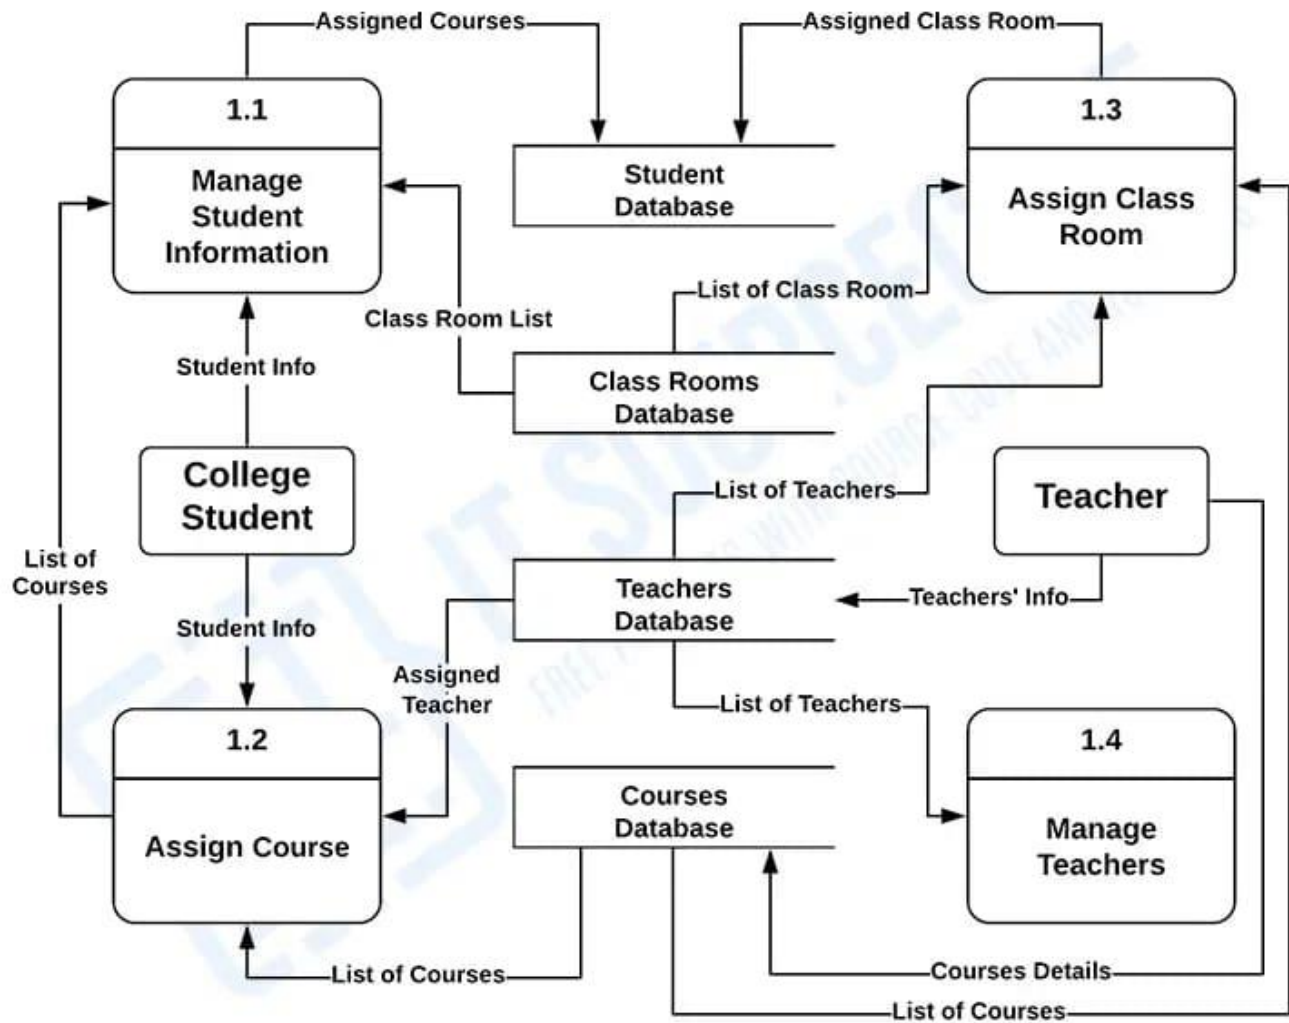 Assigned Courses
Assigned Class Room
1.1
Manage
Student
Information
Student
Database
1.3
Assign Class
Room
List of Class Room
Class Room List
Student Info
Class Rooms
Database
College
Student
List of Teachers
Teacher
List of
Courses
Teachers
Database
Teachers' Info
Student Info
Assigned
Teacher
List of Teachers
1.2
Assign Course
Courses
Database
1.4
Manage
Teachers
List of Courses
Courses Details
List of Courses
IT SOURCECODE